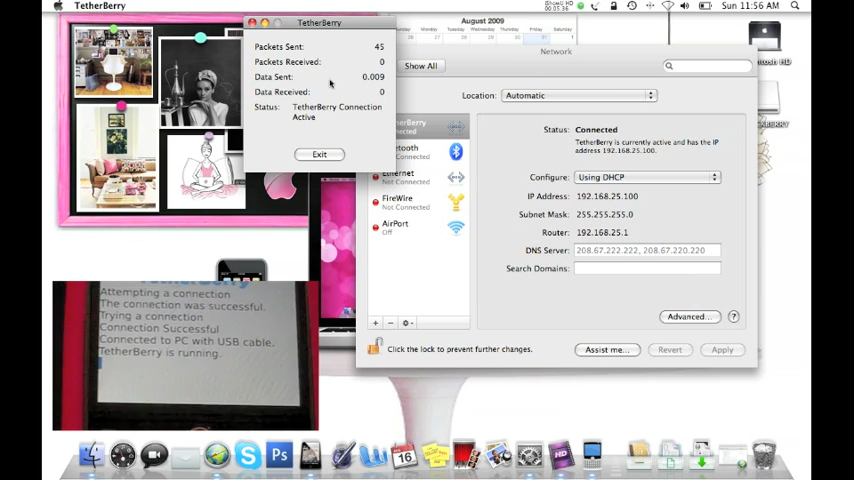 TetherBerry
Sun 11:56 AM
August 2009
TetherBerry
Packets Sent: 45
Packets Received: 0
Data Sent: 0.009
Data Received: 0
Status: TetherBerry Connection
Active
Exit
Network
Show All
Location: Automatic
Bluetooth
Ethernet
Not Connected
FireWire
Not Connected
AirPort
Off
Status: Connected
TetherBerry is currently active and has the IP
address 192.168.25.100.
Configure: Using DHCP
IP Address: 192.168.25.100
Subnet Mask: 255.255.255.0
Router: 192.168.25.1
DNS Server: 208.67.222.222, 208.67.220.220
Search Domains:
Advanced...
?
Click the lock to prevent further changes.
Assist me...
Revert
Apply
Attempting a connection
The connection was successful.
Trying a connection
Connection Successful
Connected to PC with USB cable.
TetherBerry is running.
Ps
16
HD